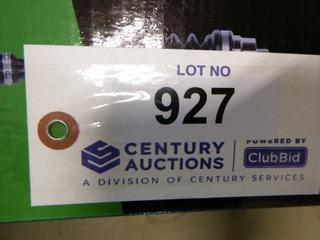 LOT NO
927
CENTURY
AUCTIONS
POWERED BY
ClubBid
A DIVISION OF CENTURY SERVICES